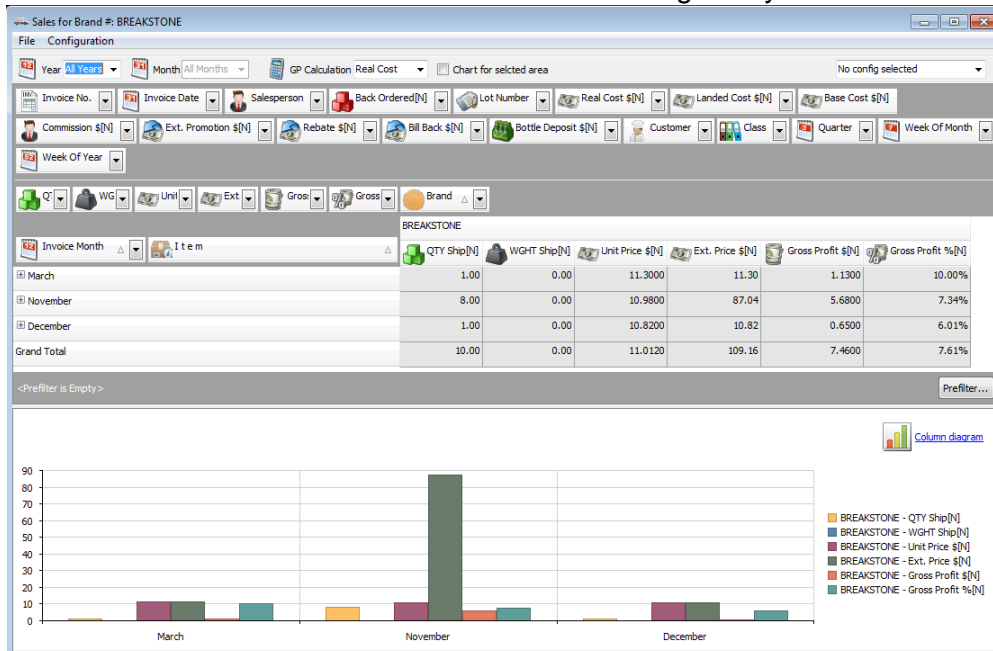 Sales for Brand #: BREAKSTONE
File Configuration
Year All Years Month All Months GP Calculation Real Cost Chart for selcted area No config selected
Invoice No. Invoice Date Salesperson Back Ordered[N] Lot Number Real Cost $[N] Landed Cost $[N] Base Cost $[N]
Commission $[N] Ext. Promotion $[N] Rebate $[N] Bill Back $[N] Bottle Deposit $[N] Customer Class Quarter Week Of Month
Week Of Year
WG Unit Ext Gros Gross Brand
BREAKSTONE
Invoice Month Item QTY Ship[N] WGHT Ship[N] Unit Price $[N] Ext. Price $[N] Gross Profit $[N] Gross Profit %[N]
March 1.00 0.00 11.3000 11.30 1.1300 10.00%
November 8.00 0.00 10.9800 87.04 5.6800 7.34%
December 1.00 0.00 10.8200 10.82 0.6500 6.01%
Grand Total 10.00 0.00 11.0120 109.16 7.4600 7.61%
<Prefilter is Empty> Prefilter...
Column diagram
90
80
70
60
50
40
30
20
10
0
March November December
BREAKSTONE - QTY Ship[N]
BREAKSTONE - WGHT Ship[N]
BREAKSTONE - Unit Price $[N]
BREAKSTONE - Ext. Price $[N]
BREAKSTONE - Gross Profit $[N]
BREAKSTONE - Gross Profit %[N]